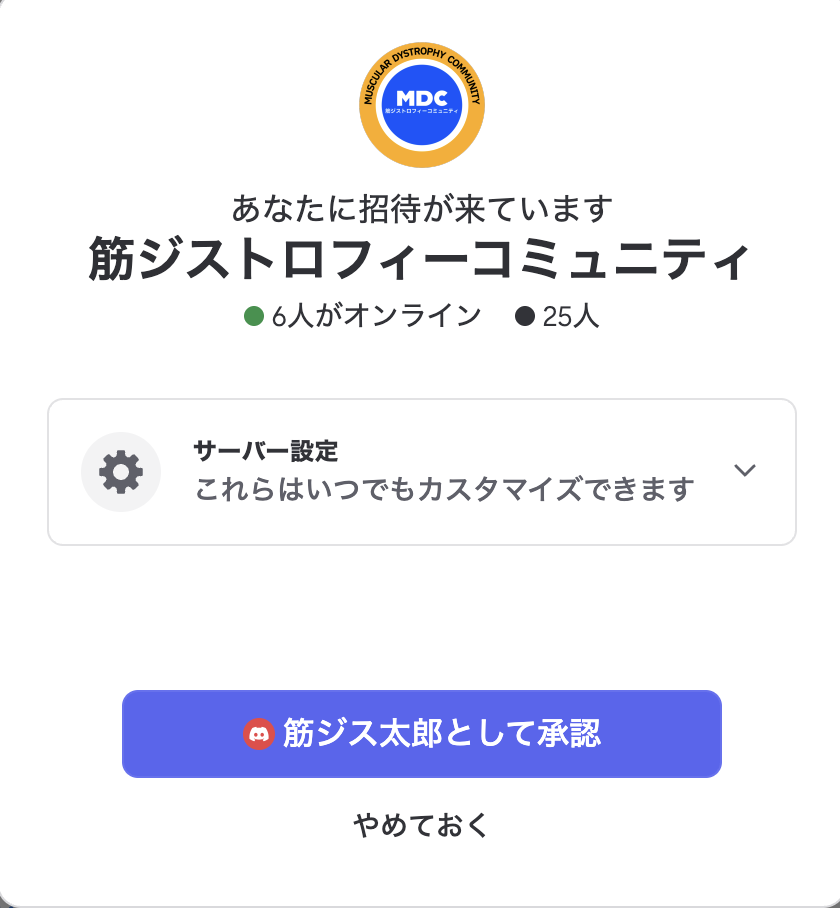 MUSCULAR DYSTROPHY COMMUNITY
MDC
筋ジストロフィーコミュニティ
あなたに招待が来ています
筋ジストロフィーコミュニティ
6人がオンライン 25人
サーバー設定
これらはいつでもカスタマイズできます
筋ジス太郎として承認
やめておく